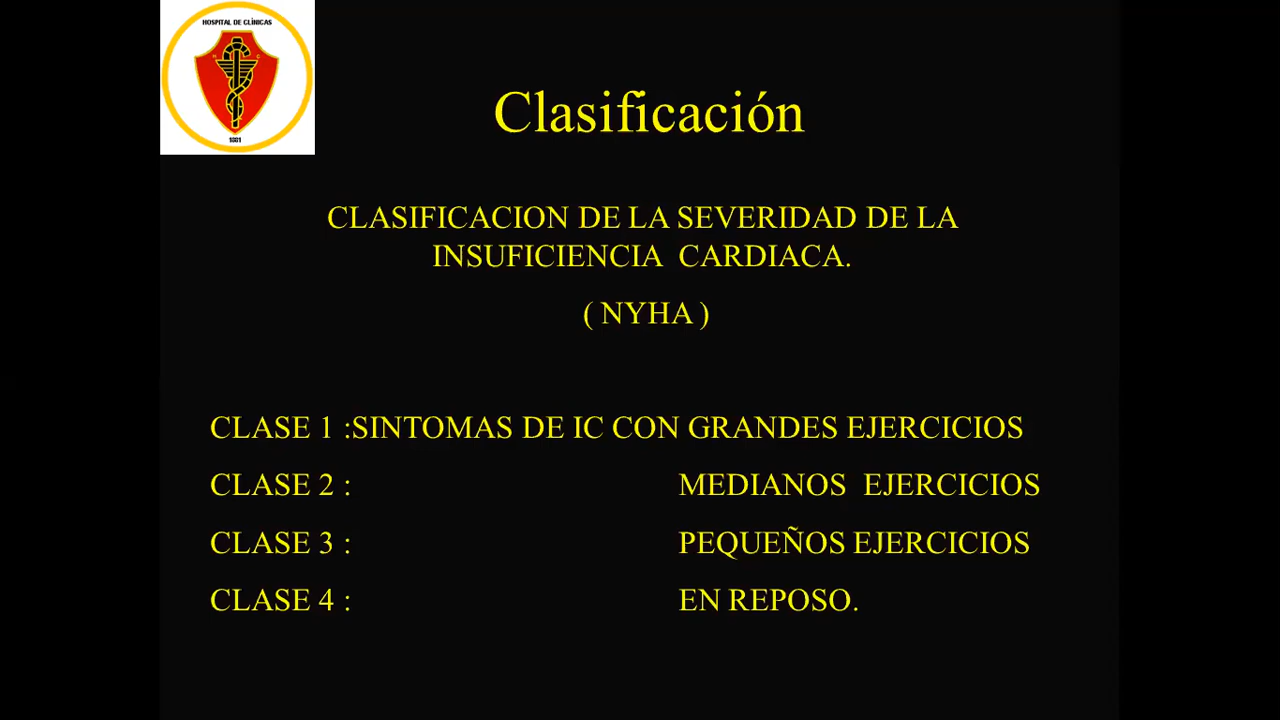 HOSPITAL DE CLÍNICAS
H C
1881
Clasificación
CLASIFICACION DE LA SEVERIDAD DE LA
INSUFICIENCIA CARDIACA.
( NYHA )
CLASE 1 :SINTOMAS DE IC CON GRANDES EJERCICIOS
CLASE 2 : MEDIANOS EJERCICIOS
CLASE 3 : PEQUEÑOS EJERCICIOS
CLASE 4 : EN REPOSO.